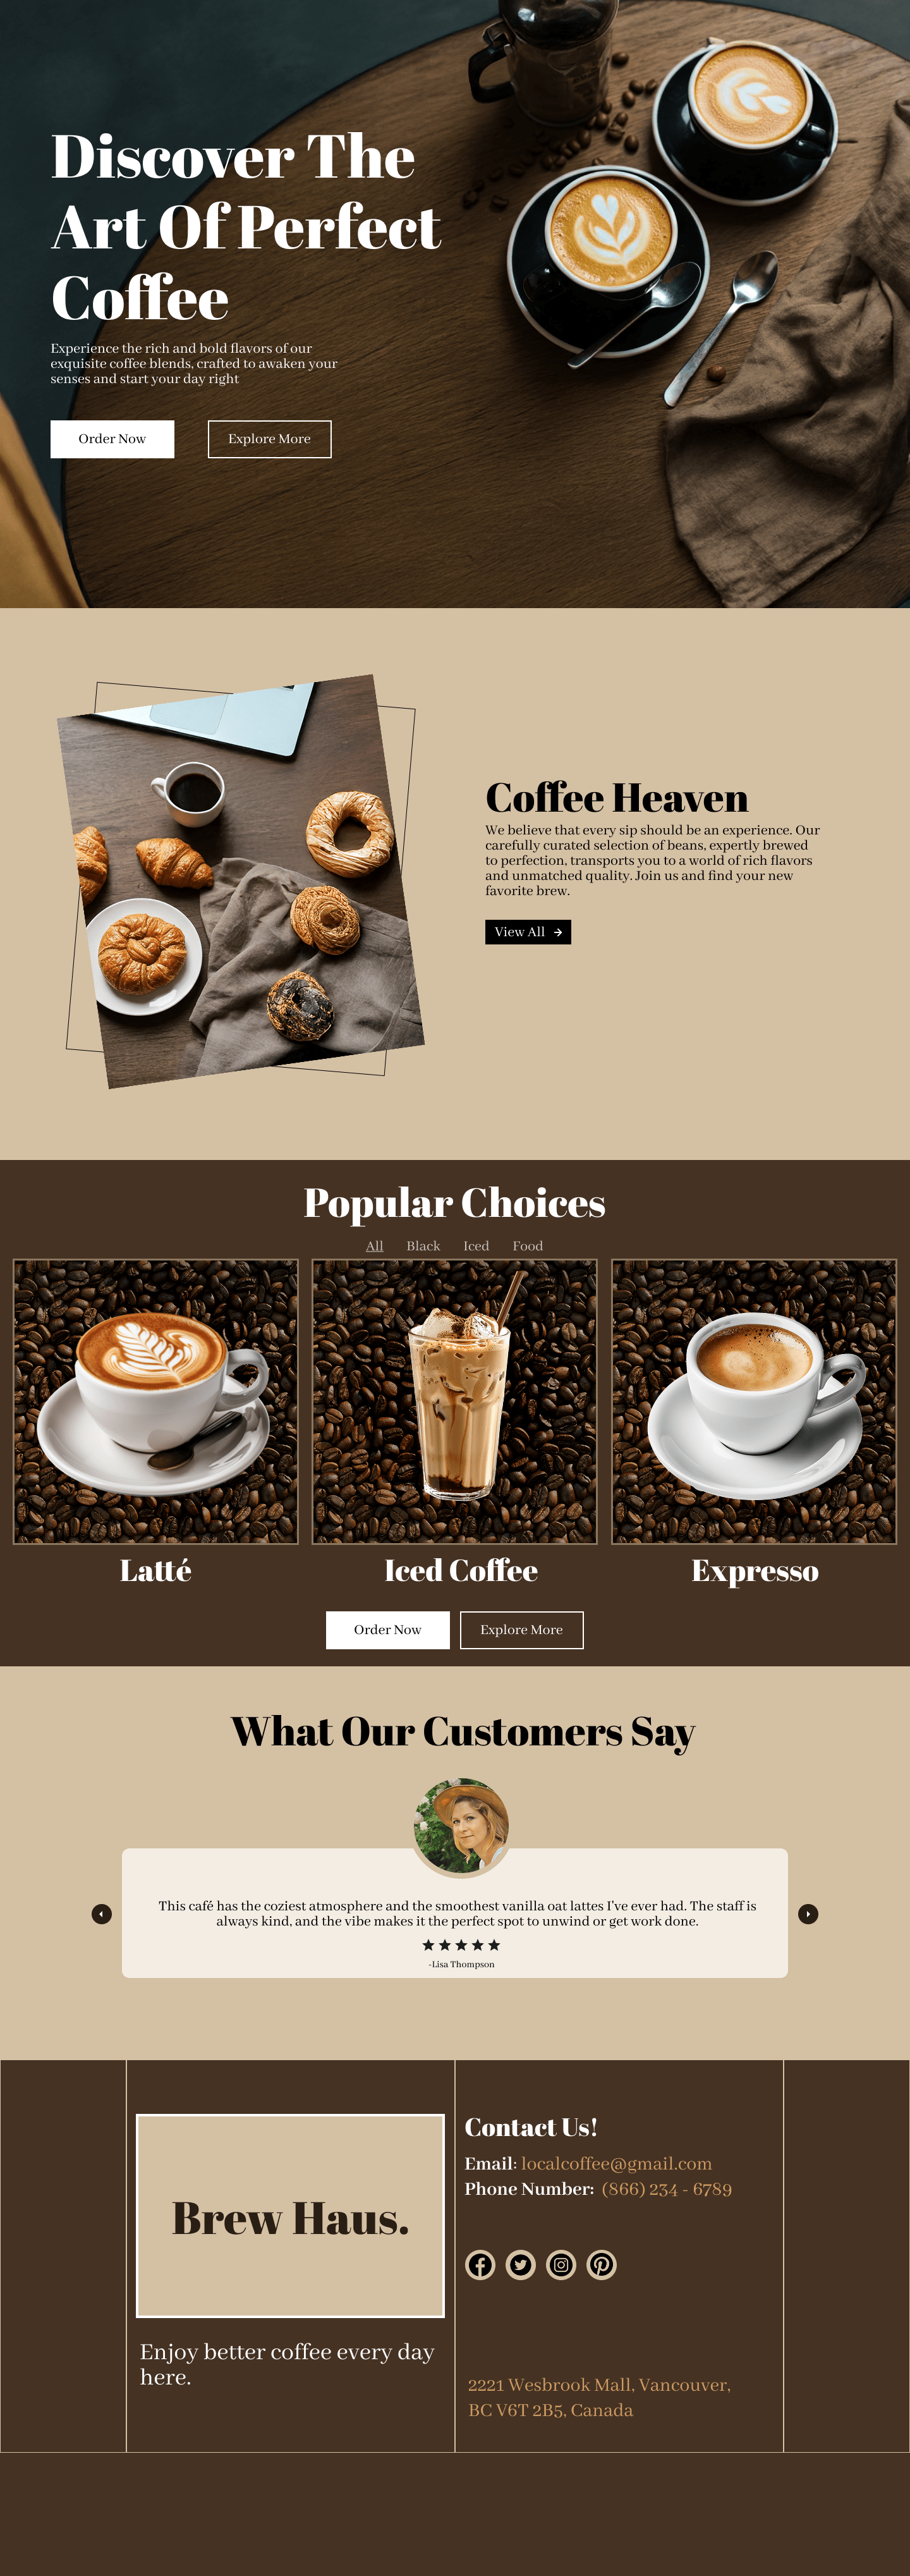 Discover The
Art Of Perfect
Coffee
Experience the rich and bold flavors of our
exquisite coffee blends, crafted to awaken your
senses and start your day right
Order Now
Explore More
Coffee Heaven
We believe that every sip should be an experience. Our
carefully curated selection of beans, expertly brewed
to perfection, transports you to a world of rich flavors
and unmatched quality. Join us and find your new
favorite brew.
View All
Popular Choices
All Black Iced Food
Latté
Iced Coffee
Expresso
Order Now
Explore More
What Our Customers Say
This café has the coziest atmosphere and the smoothest vanilla oat lattes I've ever had. The staff is
always kind, and the vibe makes it the perfect spot to unwind or get work done.
-Lisa Thompson
Brew Haus.
Enjoy better coffee every day
here.
Contact Us!
Email: localcoffee@gmail.com
Phone Number: (866) 234 - 6789
2221 Wesbrook Mall, Vancouver,
BC V6T 2B5, Canada